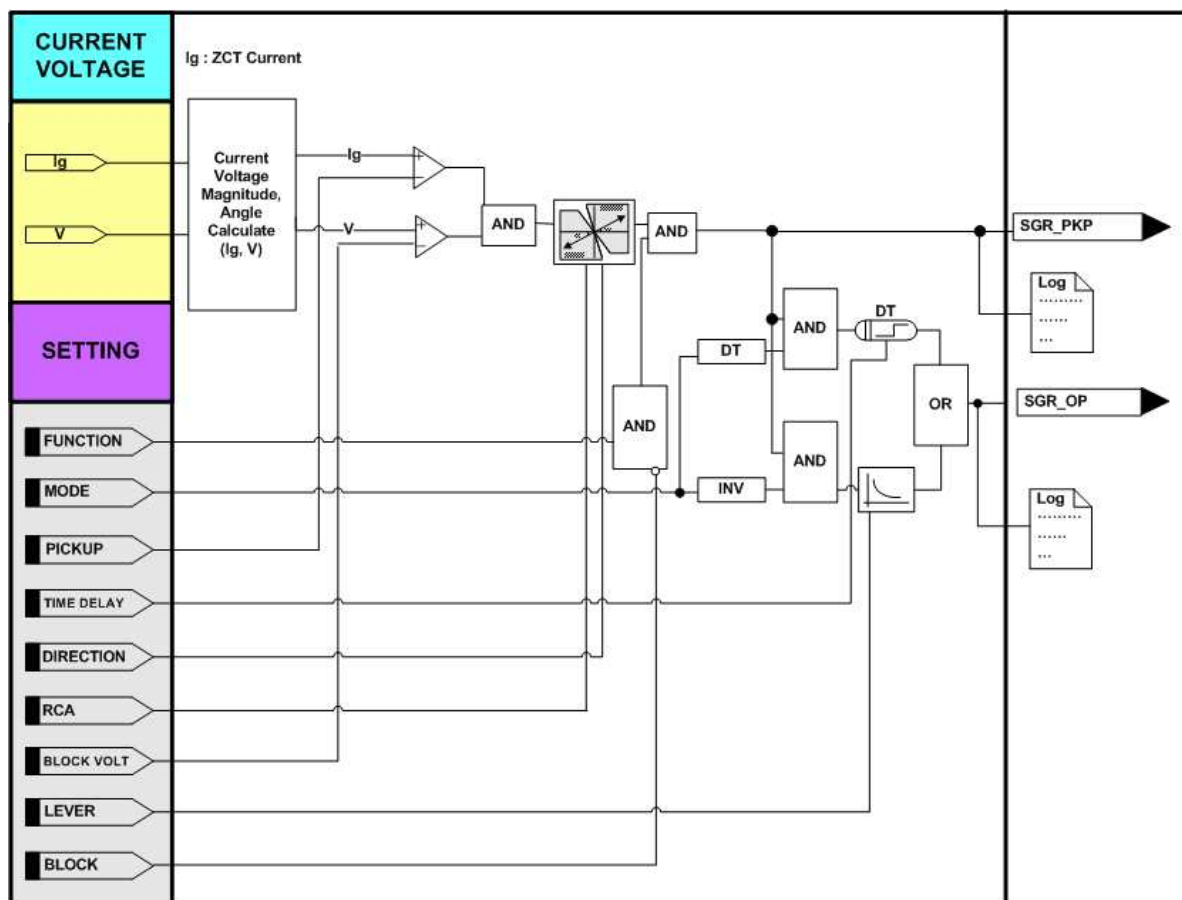 CURRENT
VOLTAGE
Ig : ZCT Current
Ig
V
Current
Voltage
Magnitude,
Angle
Calculate
(Ig, V)
Ig
V
AND
AND
SGR_PKP
Log
AND
DT
DT
SETTING
AND
AND
OR
SGR_OP
INV
Log
FUNCTION
MODE
PICKUP
TIME DELAY
DIRECTION
RCA
BLOCK VOLT
LEVER
BLOCK